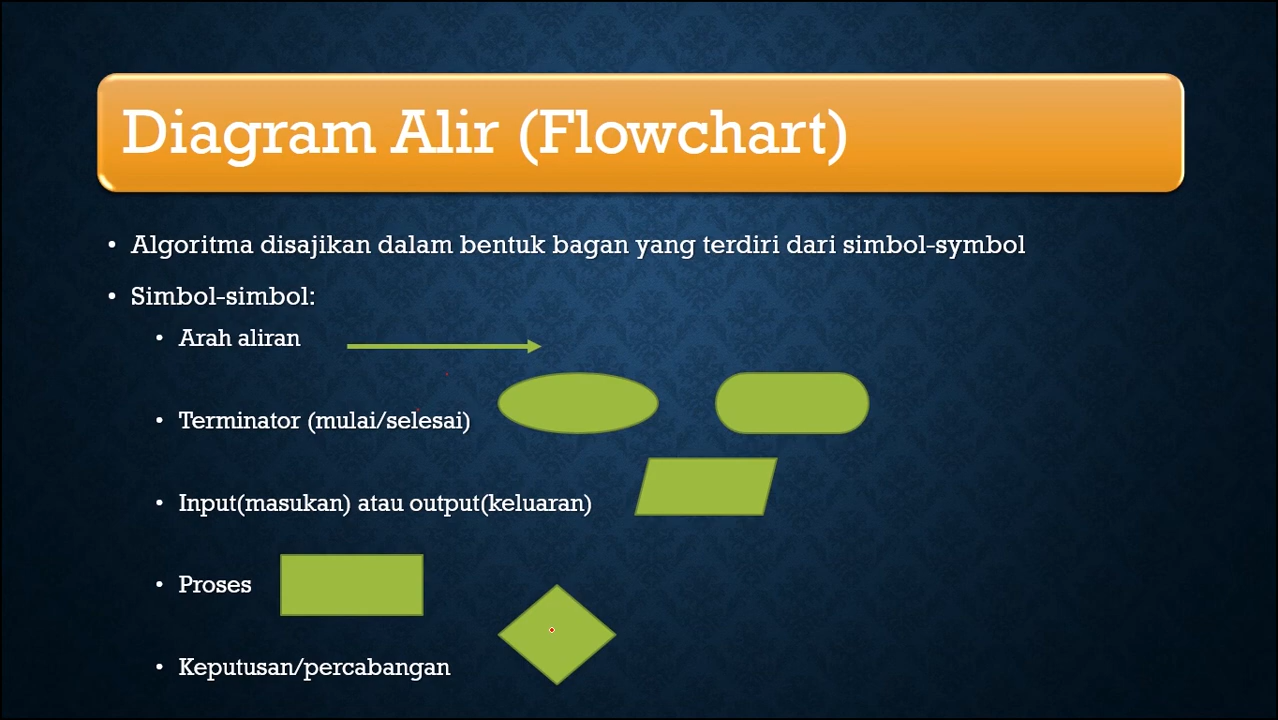 Diagram Alir (Flowchart)
• Algoritma disajikan dalam bentuk bagan yang terdiri dari simbol-symbol
• Simbol-simbol:
• Arah aliran
• Terminator (mulai/selesai)
• Input(masukan) atau output(keluaran)
• Proses
• Keputusan/percabangan